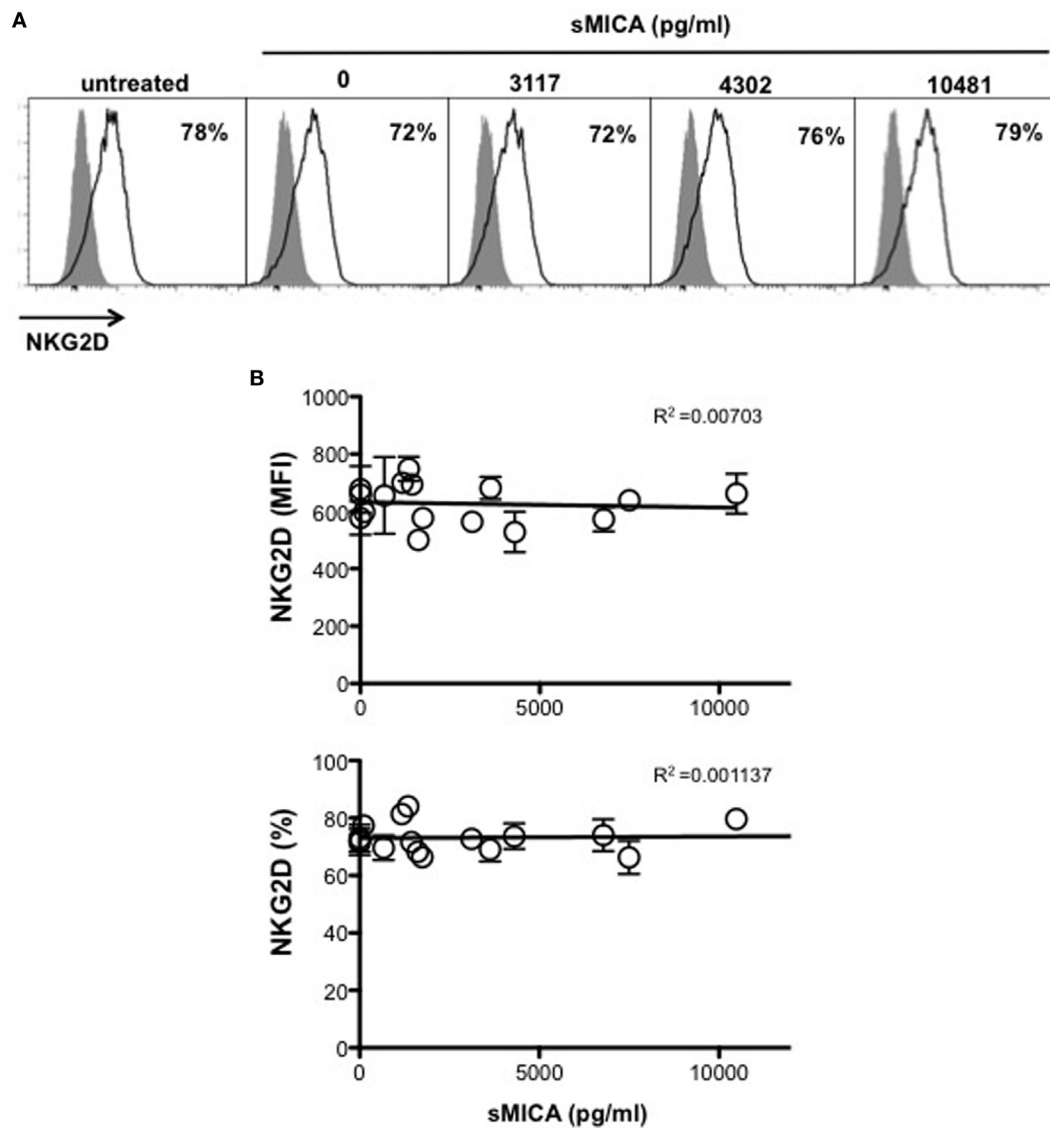 A
sMICA (pg/ml)
untreated 0 3117 4302 10481
78% 72% 72% 76% 79%
NKG2D
B
R² =0.00703
NKG2D (MFI)
1000
800
600
400
200
0
0 5000 10000
R² =0.001137
NKG2D (%)
100
80
60
40
20
0
0 5000 10000
sMICA (pg/ml)